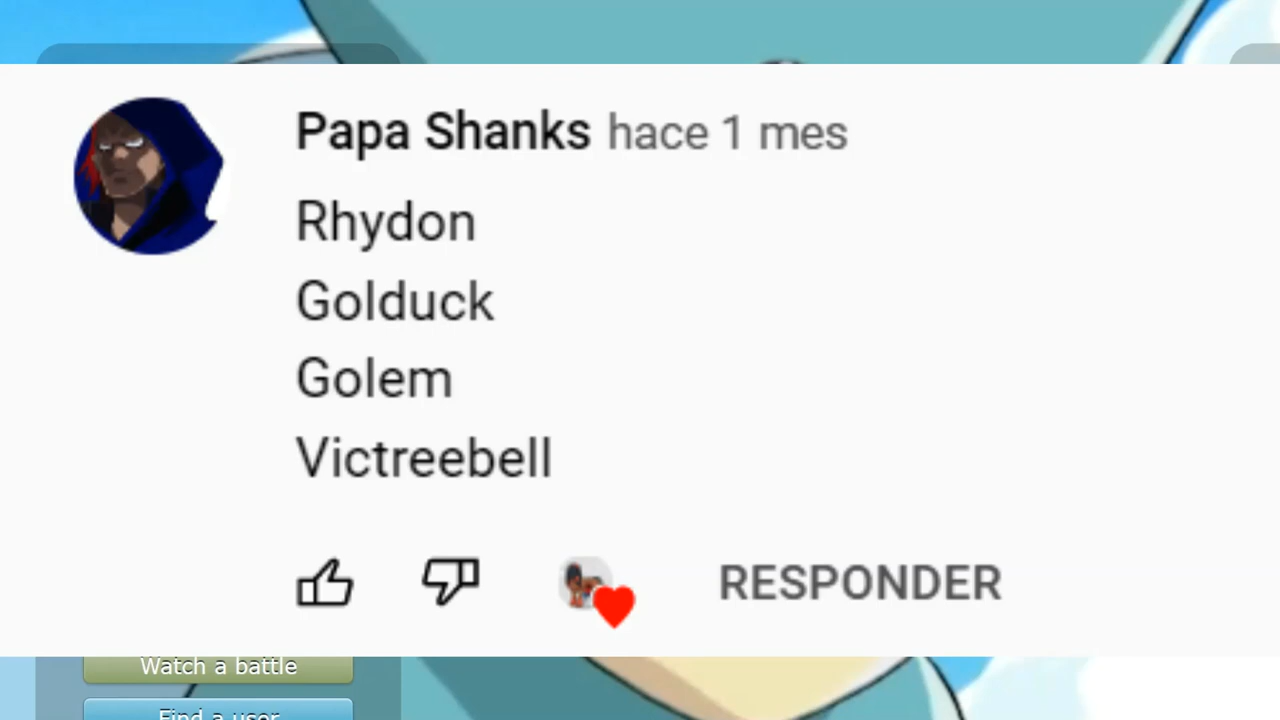 Papa Shanks hace 1 mes
Rhydon
Golduck
Golem
Victreebell
RESPONDER
Watch a battle
Find a user